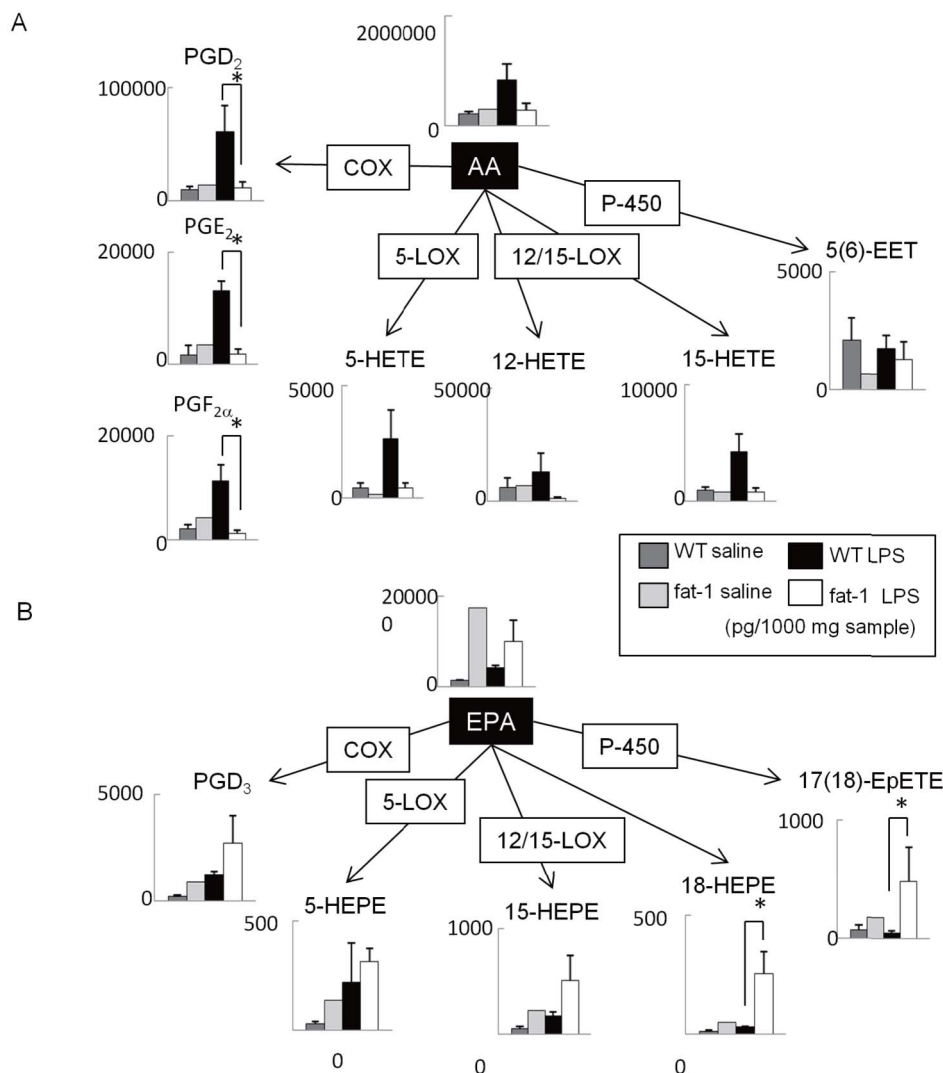 A
PGD2
*
100000
0
2000000
0
COX
AA
P-450
PGE2
*
20000
0
5-LOX
12/15-LOX
5(6)-EET
5000
0
PGF2α
*
20000
0
5-HETE
5000
0
12-HETE
50000
0
15-HETE
10000
0
WT saline
WT LPS
fat-1 saline
fat-1 LPS
(pg/1000 mg sample)
B
20000
0
0
EPA
COX
P-450
PGD3
5000
0
5-LOX
12/15-LOX
17(18)-EpETE
*
1000
0
5-HEPE
500
0
15-HEPE
1000
0
18-HEPE
*
500
0